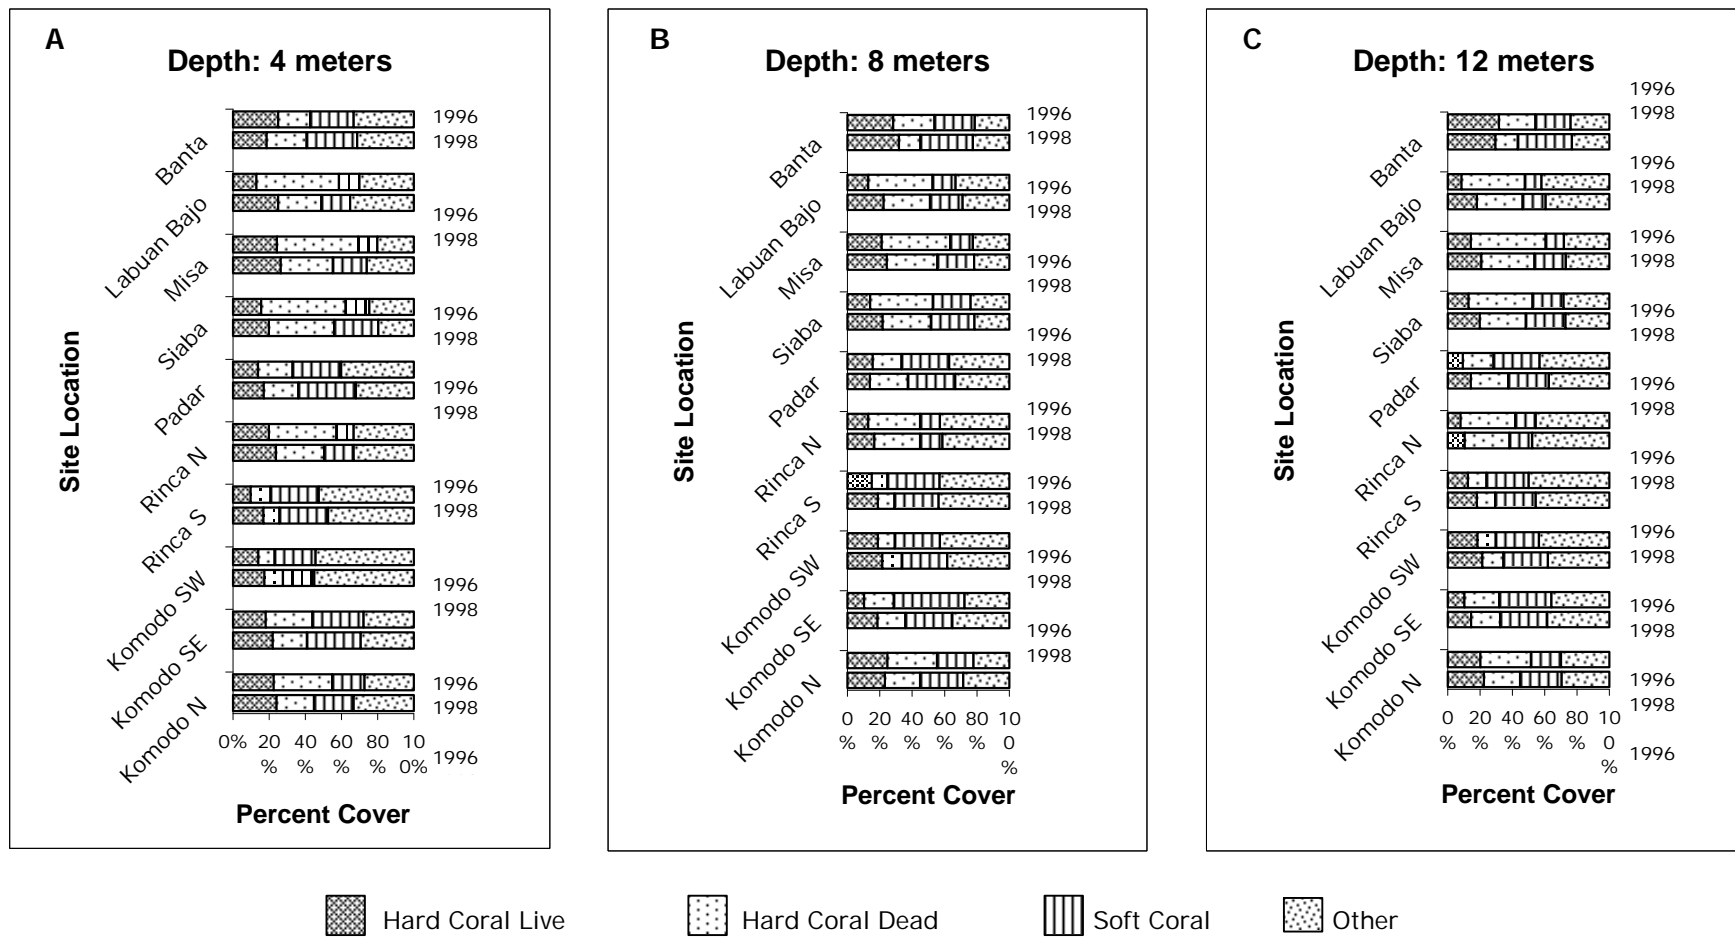 A
Depth: 4 meters
1996
1998
1996
1998
1996
1998
1996
1998
1996
1998
1996
1998
1996
1998
1996
Banta
Labuan Bajo
Misa
Siaba
Padar
Rinca N
Rinca S
Komodo SW
Komodo SE
Komodo N
Site Location
0% 20 40 60 80 10
% % % % 0%
Percent Cover
B
Depth: 8 meters
1996
1998
1996
1998
1996
1998
1996
1998
1996
1998
1996
1998
1996
1998
1996
1998
Banta
Labuan Bajo
Misa
Siaba
Padar
Rinca N
Rinca S
Komodo SW
Komodo SE
Komodo N
Site Location
0 20 40 60 80 10
% % % % % 0
%
Percent Cover
C
Depth: 12 meters
1996
1998
1996
1998
1996
1998
1996
1998
1996
1998
1996
1998
1996
1998
1996
1998
1996
1998
1996
Banta
Labuan Bajo
Misa
Siaba
Padar
Rinca N
Rinca S
Komodo SW
Komodo SE
Komodo N
Site Location
0 20 40 60 80 10
% % % % % 0
%
Percent Cover
Hard Coral Live
Hard Coral Dead
Soft Coral
Other